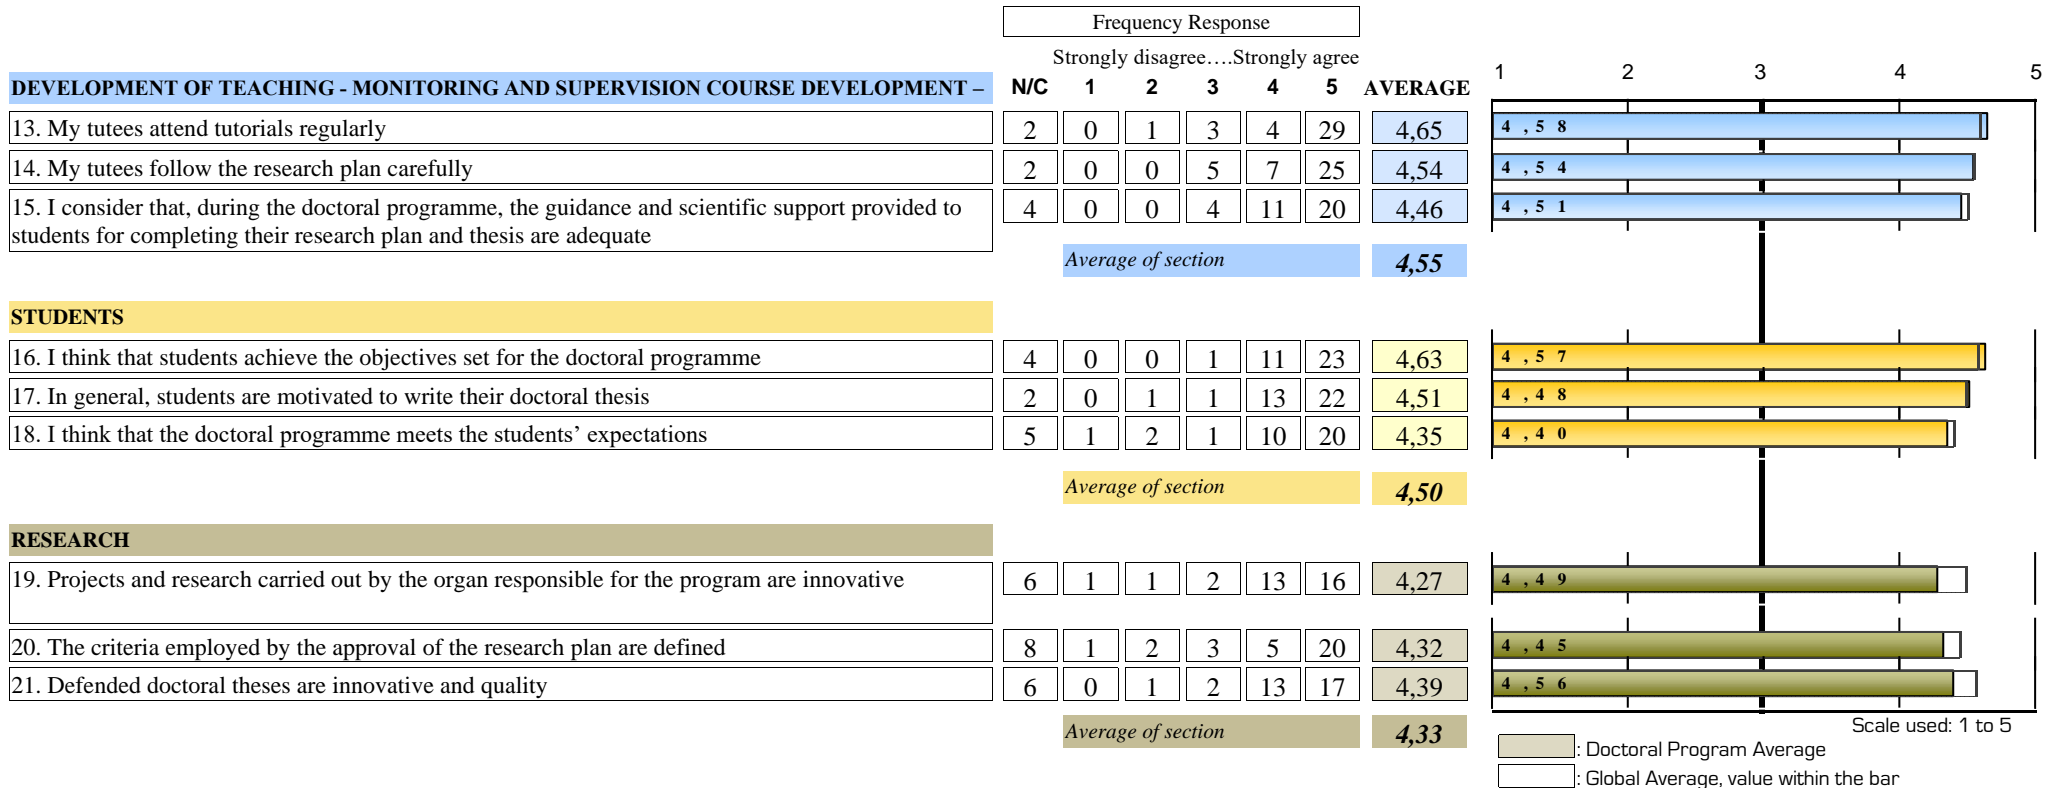 Frequency Response
Strongly disagree….Strongly agree
DEVELOPMENT OF TEACHING - MONITORING AND SUPERVISION COURSE DEVELOPMENT – N/C 1 2 3 4 5 AVERAGE 1 2 3 4 5
13. My tutees attend tutorials regularly 2 0 1 3 4 29 4,65 4,58
14. My tutees follow the research plan carefully 2 0 0 5 7 25 4,54 4,54
15. I consider that, during the doctoral programme, the guidance and scientific support provided to 4 0 0 4 11 20 4,46 4,51
students for completing their research plan and thesis are adequate
Average of section 4,55
STUDENTS
16. I think that students achieve the objectives set for the doctoral programme 4 0 0 1 11 23 4,63 4,57
17. In general, students are motivated to write their doctoral thesis 2 0 1 1 13 22 4,51 4,48
18. I think that the doctoral programme meets the students’ expectations 5 1 2 1 10 20 4,35 4,40
Average of section 4,50
RESEARCH
19. Projects and research carried out by the organ responsible for the program are innovative 6 1 1 2 13 16 4,27 4,49
20. The criteria employed by the approval of the research plan are defined 8 1 2 3 5 20 4,32 4,45
21. Defended doctoral theses are innovative and quality 6 0 1 2 13 17 4,39 4,56
Average of section 4,33
Scale used: 1 to 5
: Doctoral Program Average
: Global Average, value within the bar